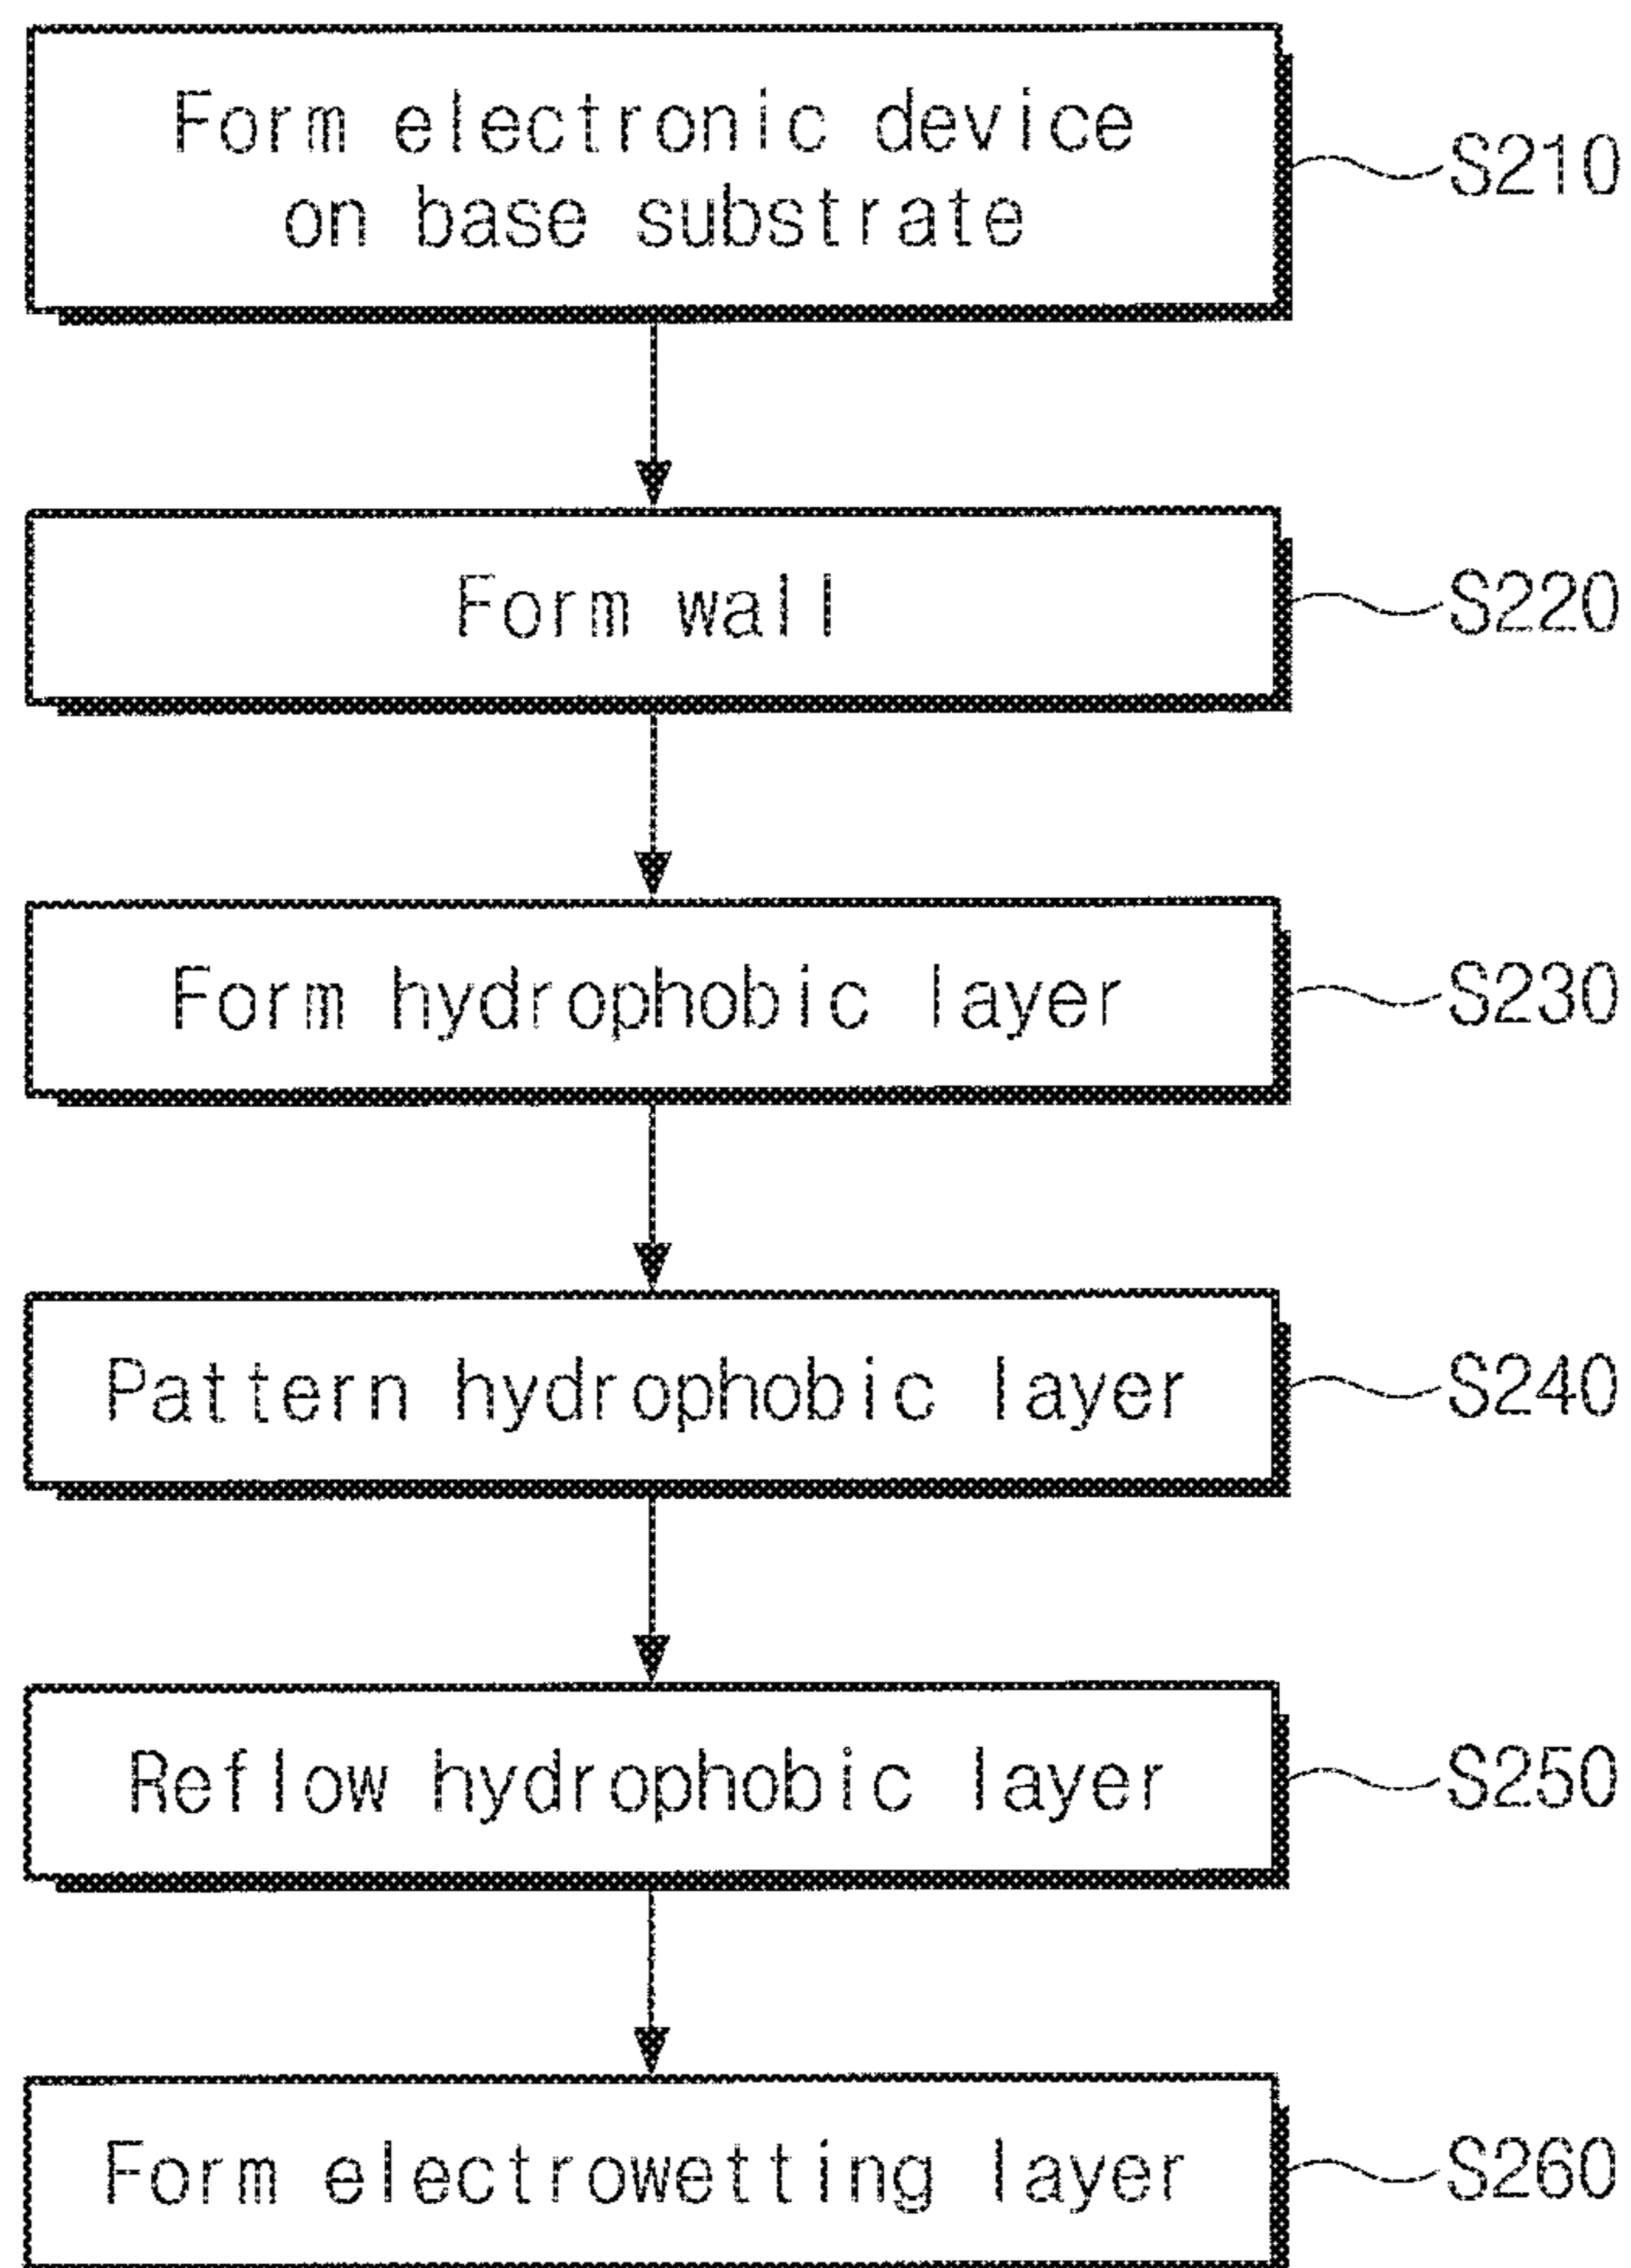 Form electronic device
on base substrate
S210
Form wall
S220
Form hydrophobic layer
S230
Pattern hydrophobic layer
S240
Reflow hydrophobic layer
S250
Form electrowetting layer
S260